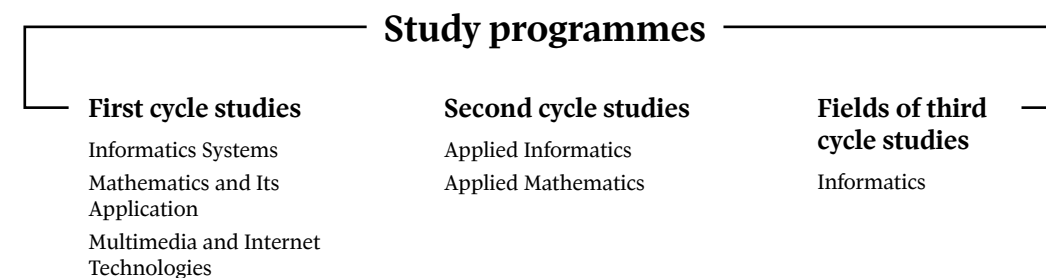 Study programmes
First cycle studies
Informatics Systems
Mathematics and Its
Application
Multimedia and Internet
Technologies
Second cycle studies
Applied Informatics
Applied Mathematics
Fields of third
cycle studies
Informatics